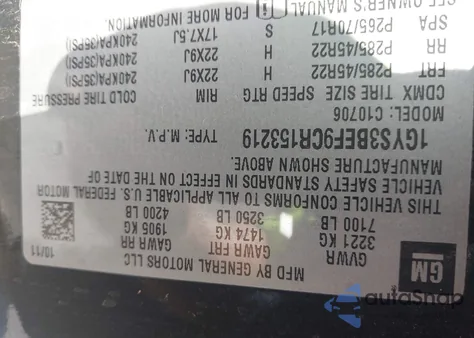 GM
MFD BY GENERAL MOTORS LLC
10/11
GVWR GAWR FRT GAWR RR
3221 KG 1474 KG 1905 KG
7100 LB 3250 LB 4200 LB
THIS VEHICLE CONFORMS TO ALL APPLICABLE U.S. FEDERAL MOTOR
VEHICLE SAFETY STANDARDS IN EFFECT ON THE DATE OF
MANUFACTURE SHOWN ABOVE.
1GYS3BEF9CR153219 TYPE: M.P.V.
MODEL: C10706
CDMX TIRE SIZE SPEED RTG RIM COLD TIRE PRESSURE
FRT P285/45R22 H 22X9J 240KPA(35PSI)
RR P285/45R22 H 22X9J 240KPA(35PSI)
SPA P265/70R17 S 17X7.5J 240KPA(35PSI)
SEE OWNER'S MANUAL FOR MORE INFORMATION
autoShop